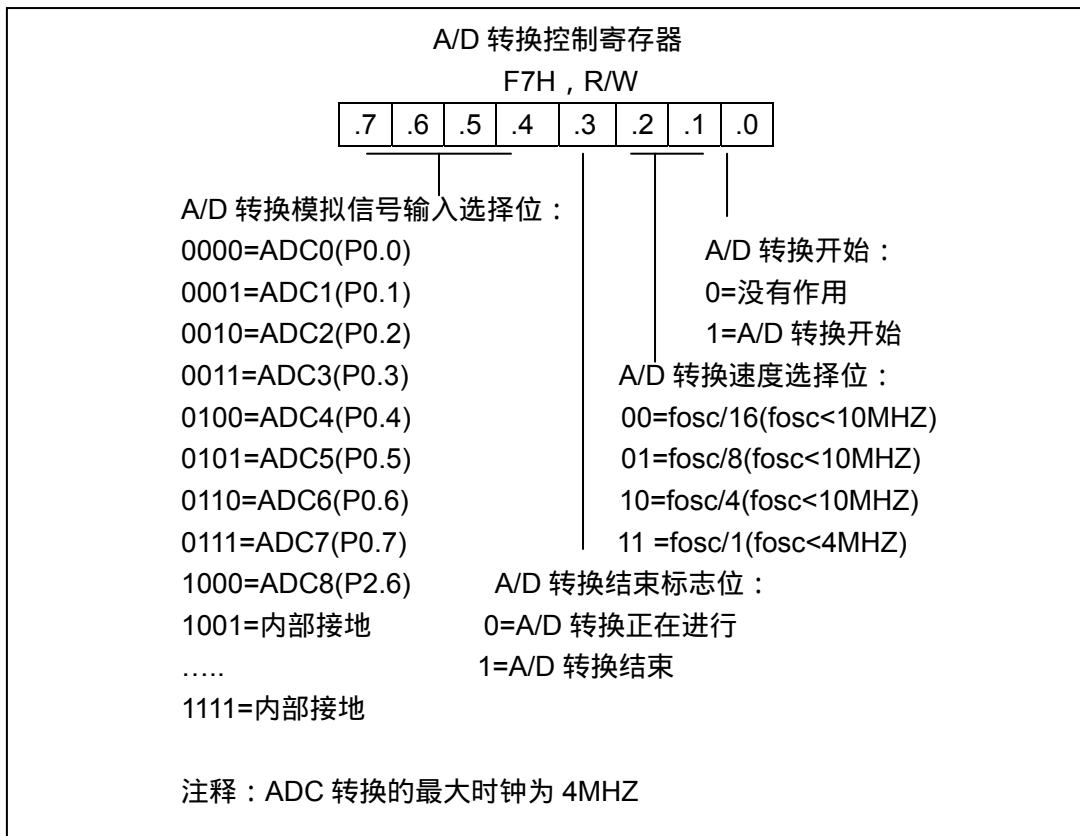 A/D 转换控制寄存器
F7H，R/W
.7 .6 .5 .4 .3 .2 .1 .0
A/D 转换模拟信号输入选择位：
0000=ADC0(P0.0)
0001=ADC1(P0.1)
0010=ADC2(P0.2)
0011=ADC3(P0.3)
0100=ADC4(P0.4)
0101=ADC5(P0.5)
0110=ADC6(P0.6)
0111=ADC7(P0.7)
1000=ADC8(P2.6)
1001=内部接地
…..
1111=内部接地
A/D 转换开始：
0=没有作用
1=A/D 转换开始
A/D 转换速度选择位：
00=fosc/16(fosc<10MHZ)
01=fosc/8(fosc<10MHZ)
10=fosc/4(fosc<10MHZ)
11 =fosc/1(fosc<4MHZ)
A/D 转换结束标志位：
0=A/D 转换正在进行
1=A/D 转换结束
注释：ADC 转换的最大时钟为 4MHZ